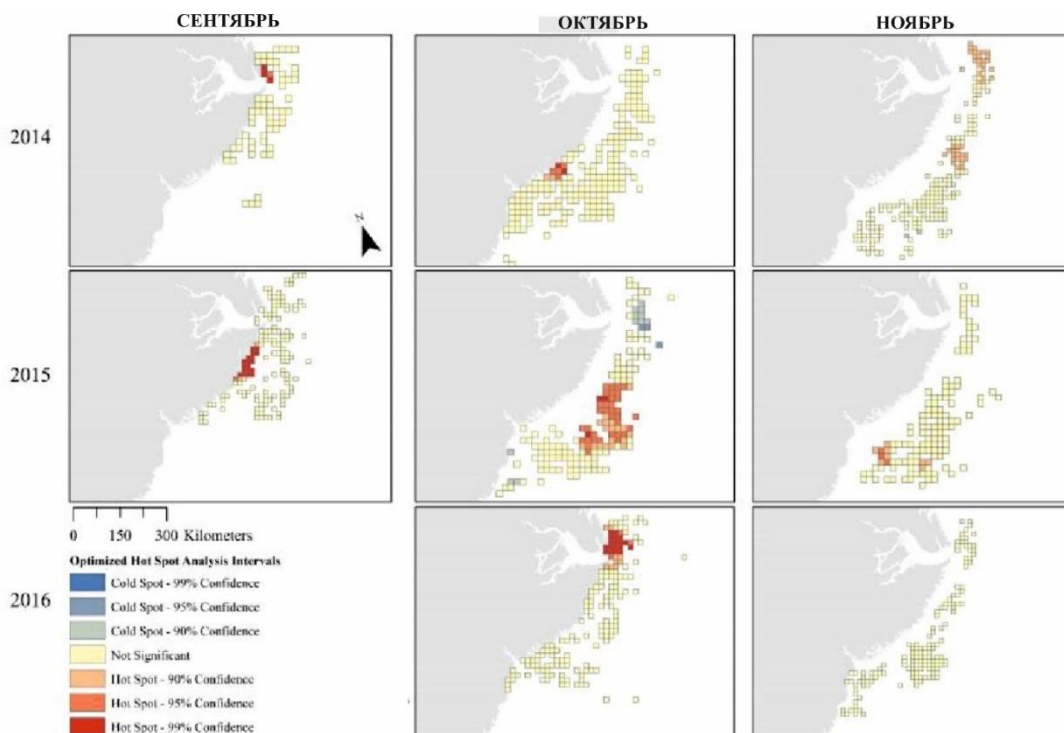 СЕНТЯБРЬ
ОКТЯБРЬ
НОЯБРЬ
2014
N
2015
0 150 300 Kilometers
Optimized Hot Spot Analysis Intervals
Cold Spot - 99% Confidence
Cold Spot - 95% Confidence
Cold Spot - 90% Confidence
Not Significant
Hot Spot - 90% Confidence
Hot Spot - 95% Confidence
Hot Spot - 99% Confidence
2016